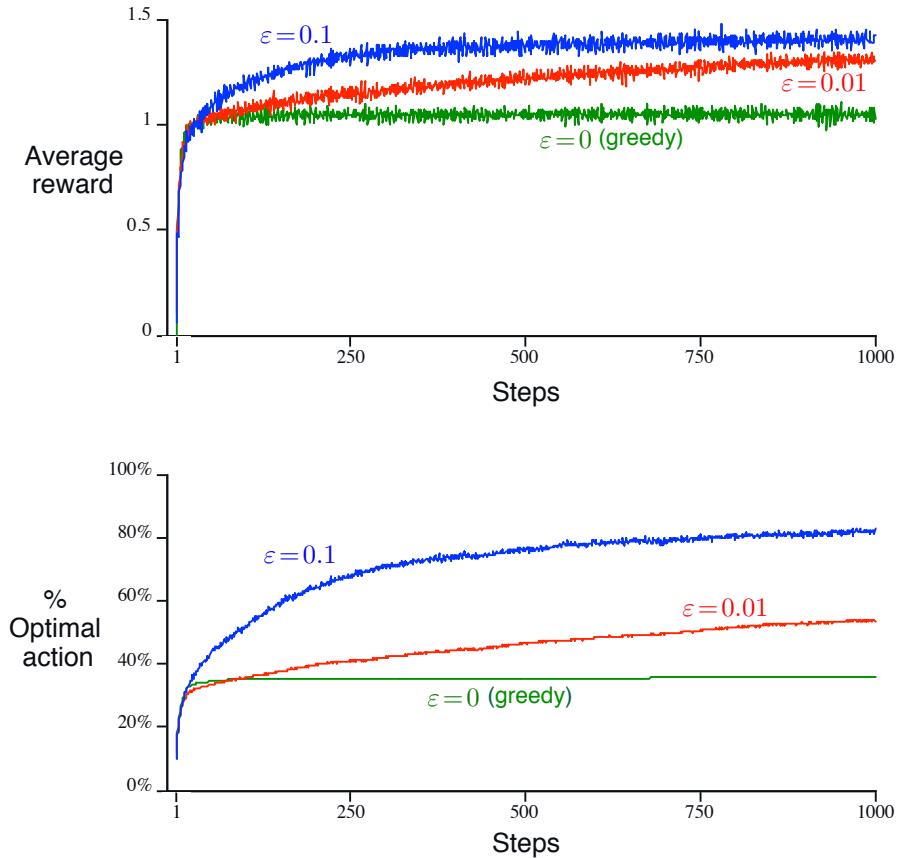 1.5
ε=0.1
ε=0.01
1
ε=0 (greedy)
Average
reward
0.5
0
1
250
500
750
1000
Steps
100%
80%
ε=0.1
60%
ε=0.01
%
Optimal
action
40%
ε=0 (greedy)
20%
0%
1
250
500
750
1000
Steps